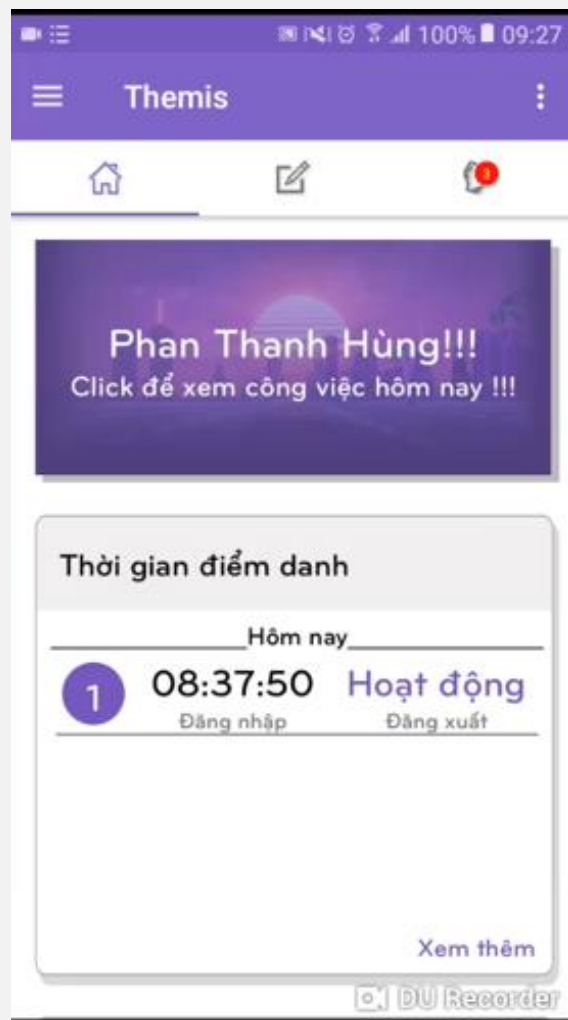 100% 09:27
Themis
3
Phan Thanh Hùng!!!
Click để xem công việc hôm nay !!!
Thời gian điểm danh
Hôm nay
1 08:37:50 Hoạt động
Đăng nhập Đăng xuất
Xem thêm
DU Recorder